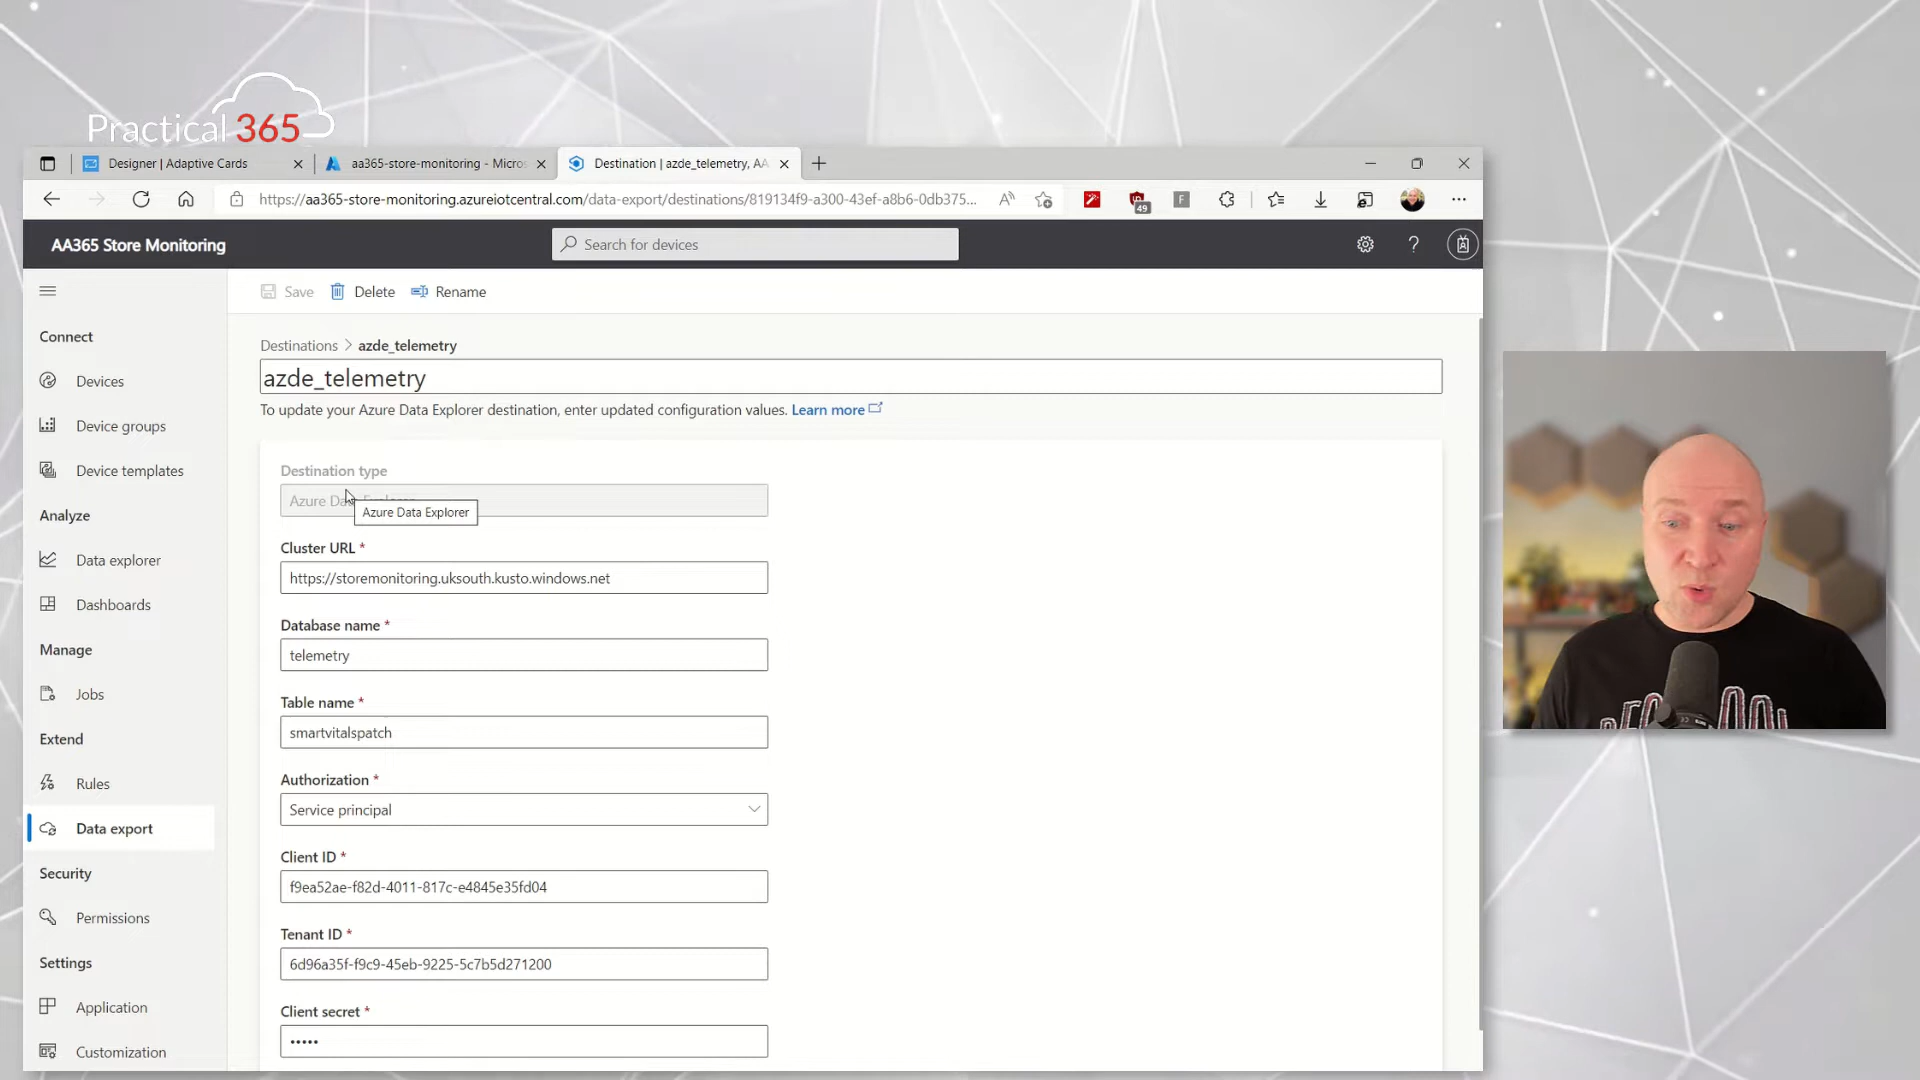 Practical 365
Designer | Adaptive Cards
aa365-store-monitoring - Micros
Destination | azde_telemetry, AA
https://aa365-store-monitoring.azureiotcentral.com/data-export/destinations/819134f9-a300-43ef-a8b6-0db375...
49
F
AA365 Store Monitoring
Search for devices
Save
Delete
Rename
Connect
Devices
Device groups
Device templates
Analyze
Data explorer
Dashboards
Manage
Jobs
Extend
Rules
Data export
Security
Permissions
Settings
Application
Customization
Destinations > azde_telemetry
azde_telemetry
To update your Azure Data Explorer destination, enter updated configuration values. Learn more
Destination type
Azure Data Explorer
Azure Data Explorer
Cluster URL *
https://storemonitoring.uksouth.kusto.windows.net
Database name *
telemetry
Table name *
smartvitalspatch
Authorization *
Service principal
Client ID *
f9ea52ae-f82d-4011-817c-e4845e35fd04
Tenant ID *
6d96a35f-f9c9-45eb-9225-5c7b5d271200
Client secret *
•••••